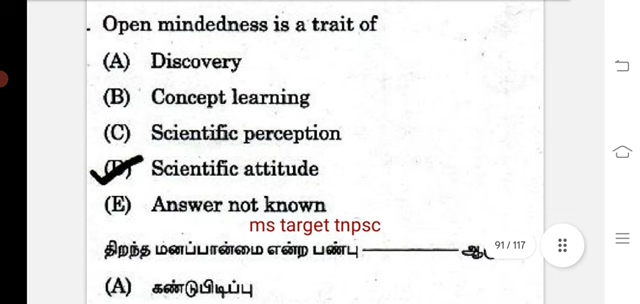 . Open mindedness is a trait of
(A) Discovery
(B) Concept learning
(C) Scientific perception
(D) Scientific attitude
(E) Answer not known
ms target tnpsc
திறந்த மனப்பான்மை என்ற பண்பு
91 / 117
(A) கண்டுபிடிப்பு